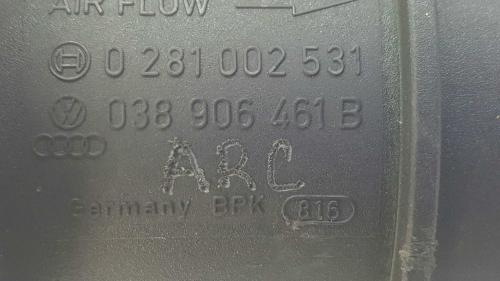 AIR FLOW
0 281 002 531
038 906 461 B
ARC
Germany BPK 816